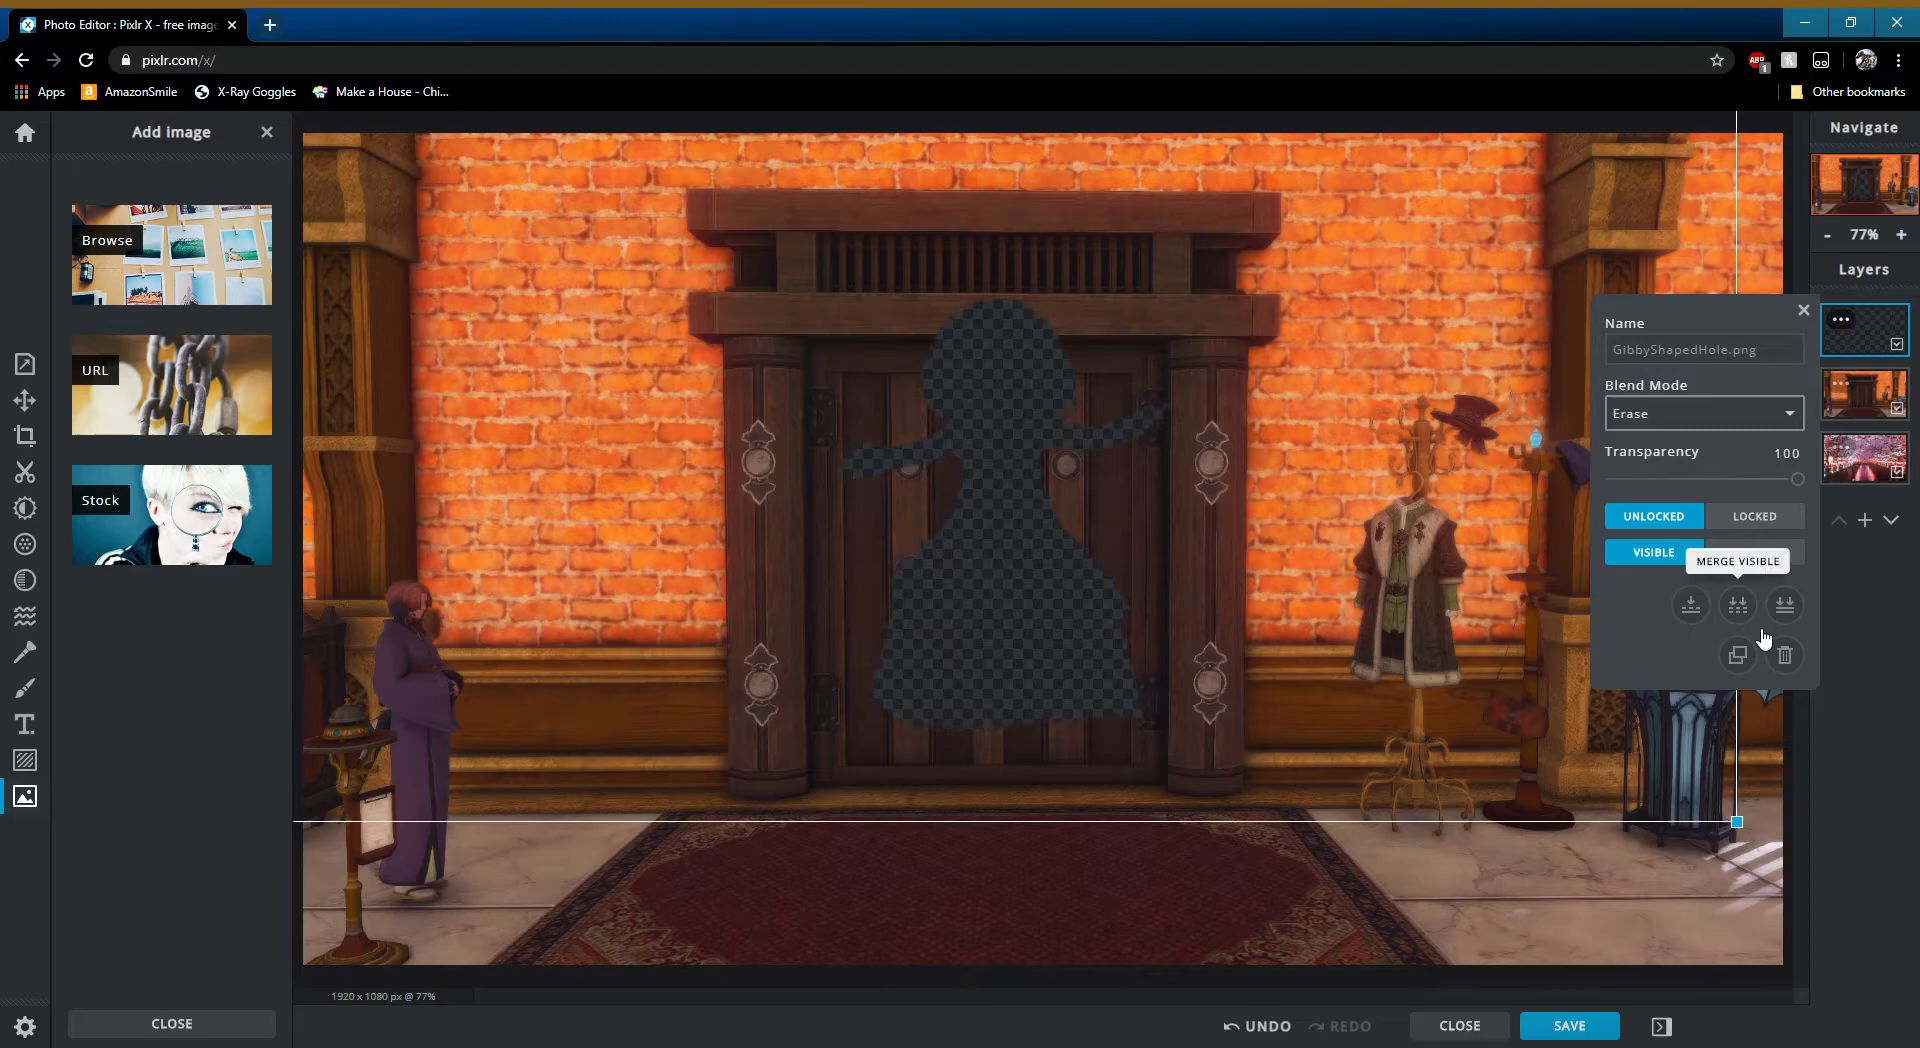 Photo Editor : Pixlr X - free image
pixlr.com/x/
ABP
1
Apps
a
AmazonSmile
X-Ray Goggles
Make a House - Chi...
Other bookmarks
Add image
Browse
URL
Stock
CLOSE
Navigate
- 77% +
Layers
Name
GibbyShapedHole.png
Blend Mode
Erase
Transparency 100
UNLOCKED LOCKED
VISIBLE
MERGE VISIBLE
1920 x 1080 px @ 77%
UNDO
REDO
CLOSE
SAVE